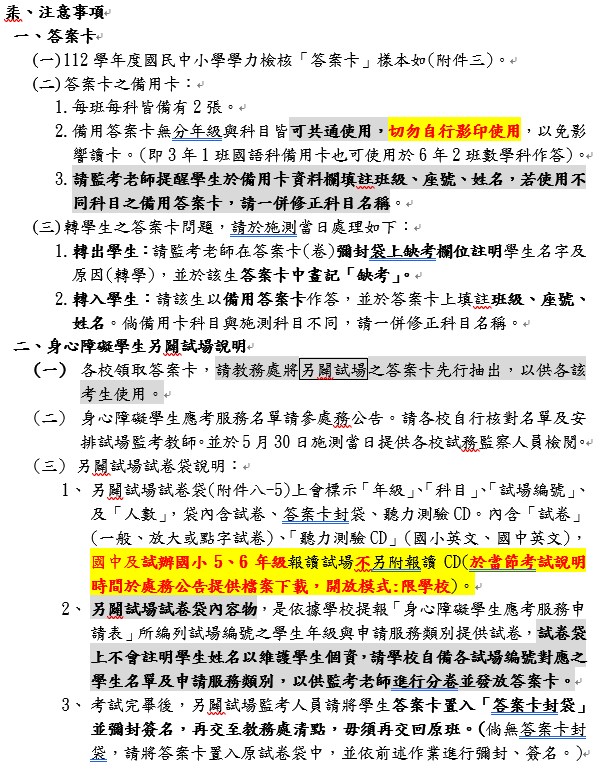 柒、注意事項
一、答案卡
(一)112學年度國民中小學學力檢核「答案卡」樣本如(附件三)。
(二)答案卡之備用卡：
1.每班每科皆備有2張。
2.備用答案卡無分年級與科目皆可共通使用，切勿自行影印使用，以免影
響讀卡。(即3年1班國語科備用卡也可使用於6年2班數學科作答)。
3.請監考老師提醒學生於備用卡資料欄填註班級、座號、姓名，若使用不
同科目之備用答案卡，請一併修正科目名稱。
(三)轉學生之答案卡問題，請於施測當日處理如下：
1.轉出學生：請監考老師在答案卡(卷)彌封袋上缺考欄位註明學生名字及
原因(轉學)，並於該生答案卡中畫記「缺考」。
2.轉入學生：請該生以備用答案卡作答，並於答案卡上填註班級、座號、
姓名。倘備用卡科目與施測科目不同，請一併修正科目名稱。
二、身心障礙學生另闢試場說明
(一) 各校領取答案卡，請教務處將另闢試場之答案卡先行抽出，以供各該
考生使用。
(二) 身心障礙學生應考服務名單請參處務公告。請各校自行核對名單及安
排試場監考教師。並於5月30日施測當日提供各校試務監察人員檢閱。
(三) 另闢試場試卷袋說明：
1、另闢試場試卷袋(附件八-5)上會標示「年級」、「科目」、「試場編號」、
及「人數」，袋內含試卷、答案卡封袋、聽力測驗CD。內含「試卷」
(一般、放大或點字試卷)、「聽力測驗CD」(國小英文、國中英文)，
國中及試辦國小5、6年級報讀試場不另附報讀CD(於當節考試說明
時間於處務公告提供檔案下載，開放模式:限學校)。
2、另闢試場試卷袋內容物，是依據學校提報「身心障礙學生應考服務申
請表」所編列試場編號之學生年級與申請服務類別提供試卷，試卷袋
上不會註明學生姓名以維護學生個資，請學校自備各試場編號對應之
學生名單及申請服務類別，以供監考老師進行分卷並發放答案卡。
3、考試完畢後，另闢試場監考人員請將學生答案卡置入「答案卡封袋」
並彌封簽名，再交至教務處清點，毋須再交回原班。(倘無答案卡封
袋，請將答案卡置入原試卷袋中，並依前述作業進行彌封、簽名。)